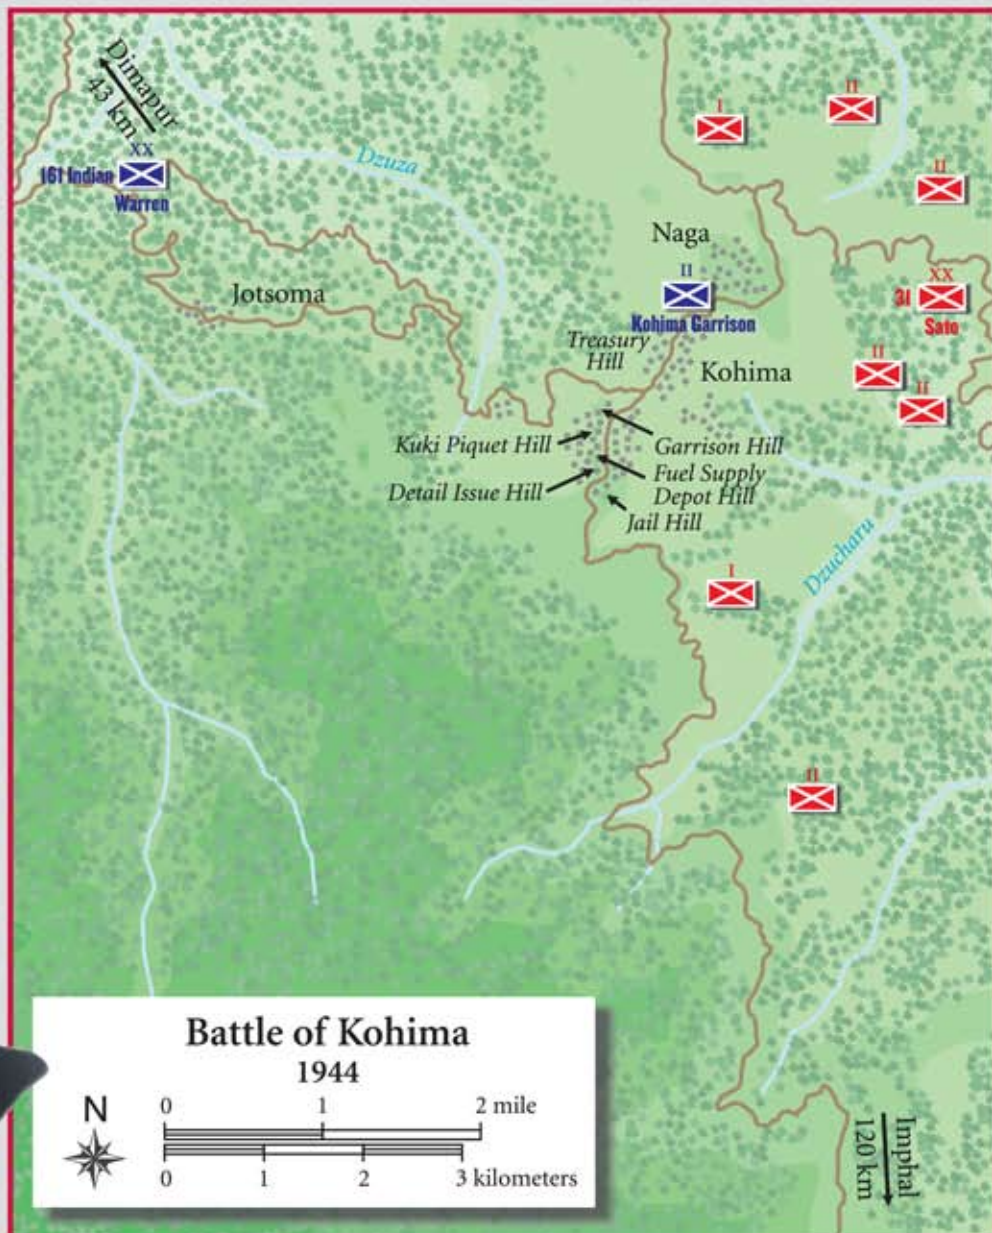 Dimapur
43 km
XX
161 Indian
Warren
Dzuza
Jotsoma
I
II
II
Naga
II
Kohima Garrison
XX
31
Sato
Treasury
Hill
Kohima
II
II
Kuki Piquet Hill
Garrison Hill
Fuel Supply
Depot Hill
Detail Issue Hill
Jail Hill
I
Dzucharu
II
Battle of Kohima
1944
N
0 1 2 mile
0 1 2 3 kilometers
Imphal
120 km